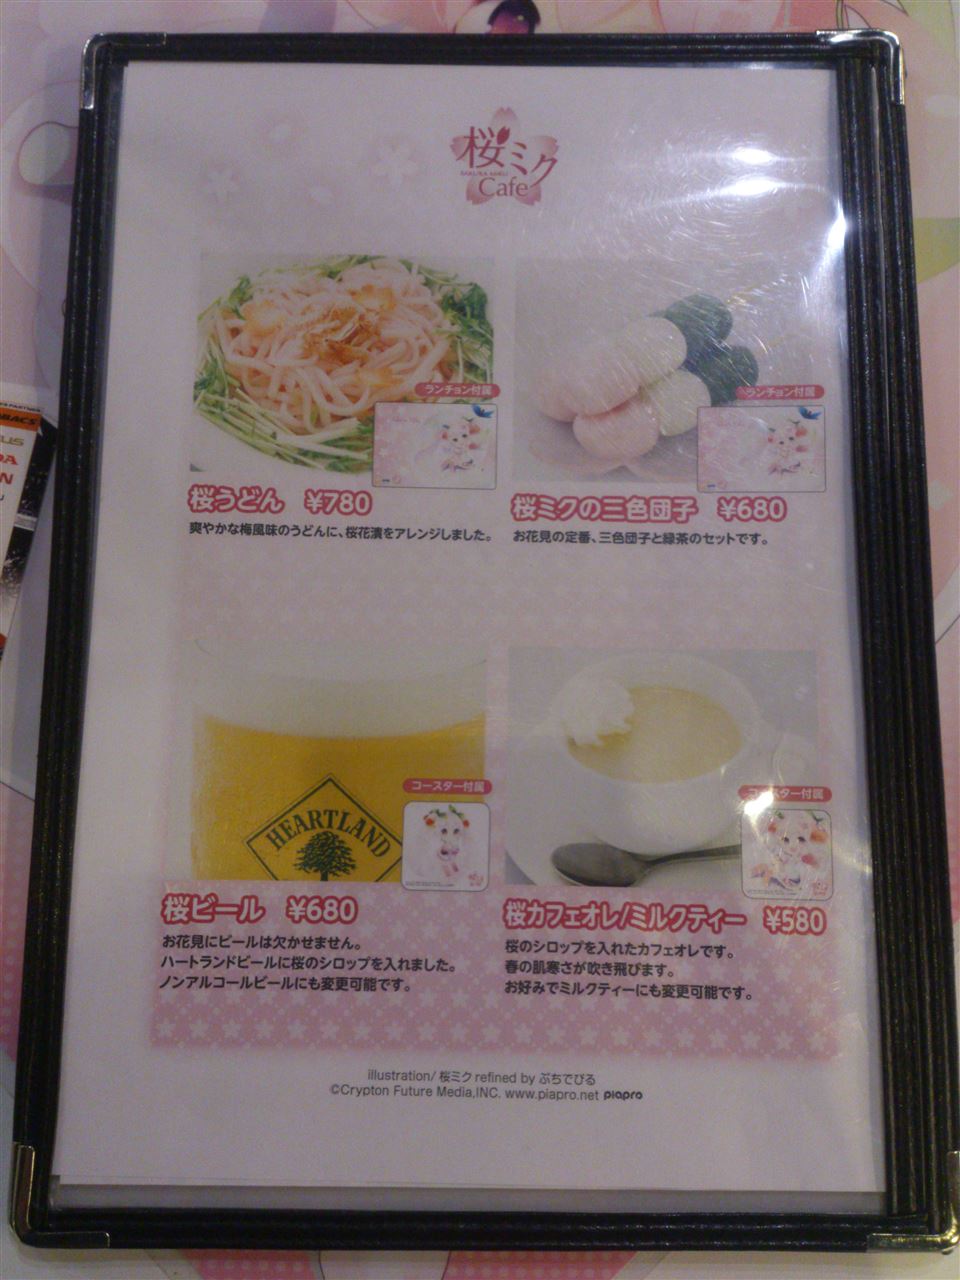 桜ミク
SAKURA MIKU
Cafe
ランチョン付属
ランチョン付属
桜うどん ¥780
爽やかな梅風味のうどんに、桜花漬をアレンジしました。
桜ミクの三色団子 ¥680
お花見の定番、三色団子と緑茶のセットです。
HEARTLAND
コースター付属
コースター付属
桜ビール ¥680
お花見にビールは欠かせません。
ハートランドビールに桜のシロップを入れました。
ノンアルコールビールにも変更可能です。
桜カフェオレ/ミルクティー ¥580
桜のシロップを入れたカフェオレです。
春の肌寒さが吹き飛びます。
お好みでミルクティーにも変更可能です。
illustration/ 桜ミク refined by ぶちでびる
©Crypton Future Media,INC. www.piapro.net piapro